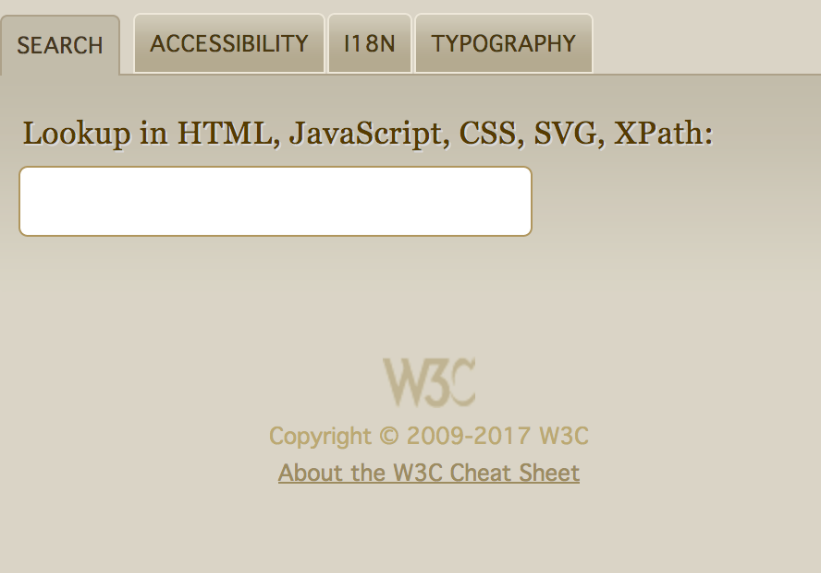 SEARCH ACCESSIBILITY I18N TYPOGRAPHY
Lookup in HTML, JavaScript, CSS, SVG, XPath:
W3C
Copyright © 2009-2017 W3C
About the W3C Cheat Sheet